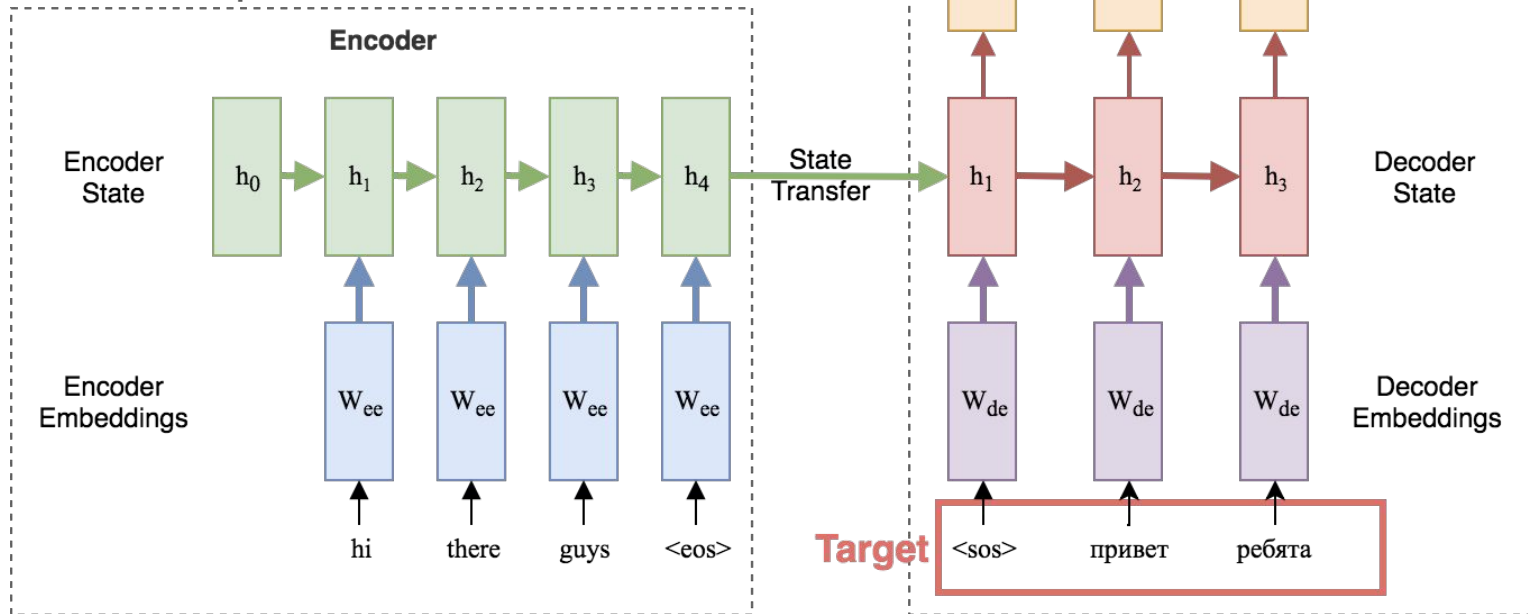 Encoder
Encoder
State
h0
h1
h2
h3
h4
State
Transfer
h1
h2
h3
Decoder
State
Encoder
Embeddings
Wee
Wee
Wee
Wee
Wde
Wde
Wde
Decoder
Embeddings
hi there guys <eos>
Target
<sos> привет ребята